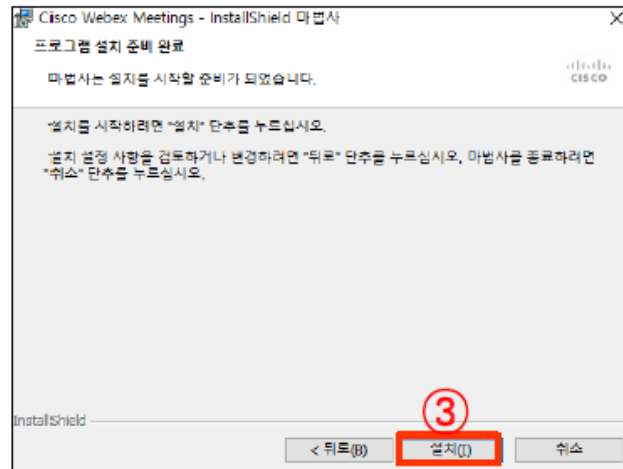 Cisco Webex Meetings - InstallShield 마법사
프로그램 설치 준비 완료
마법사는 설치를 시작할 준비가 되었습니다.
CISCO
설치를 시작하려면 "설치" 단추를 누르십시오.
설치 설정 사항을 검토하거나 변경하려면 "뒤로" 단추를 누르십시오, 마법사를 종료하려면
"취소" 단추를 누르십시오.
③
InstallShield
< 뒤로(B) 설치(I) 취소